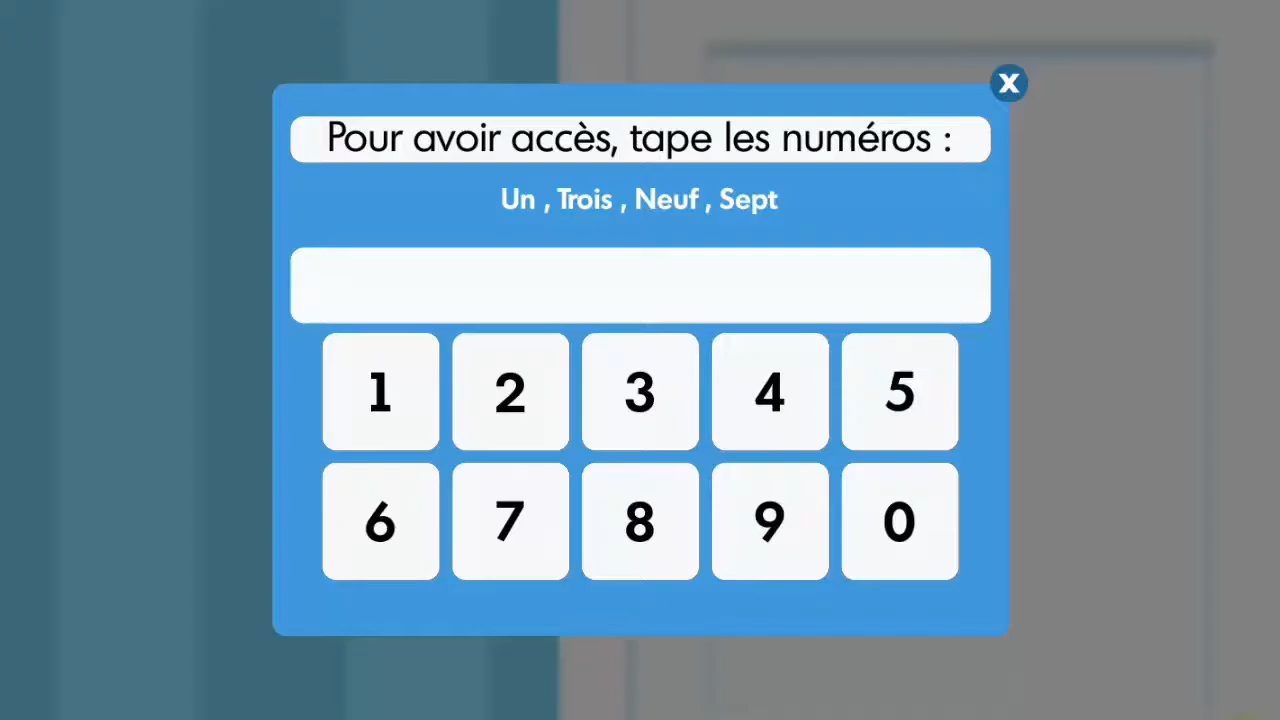 X
Pour avoir accès, tape les numéros :
Un , Trois , Neuf , Sept
1 2 3 4 5
6 7 8 9 0